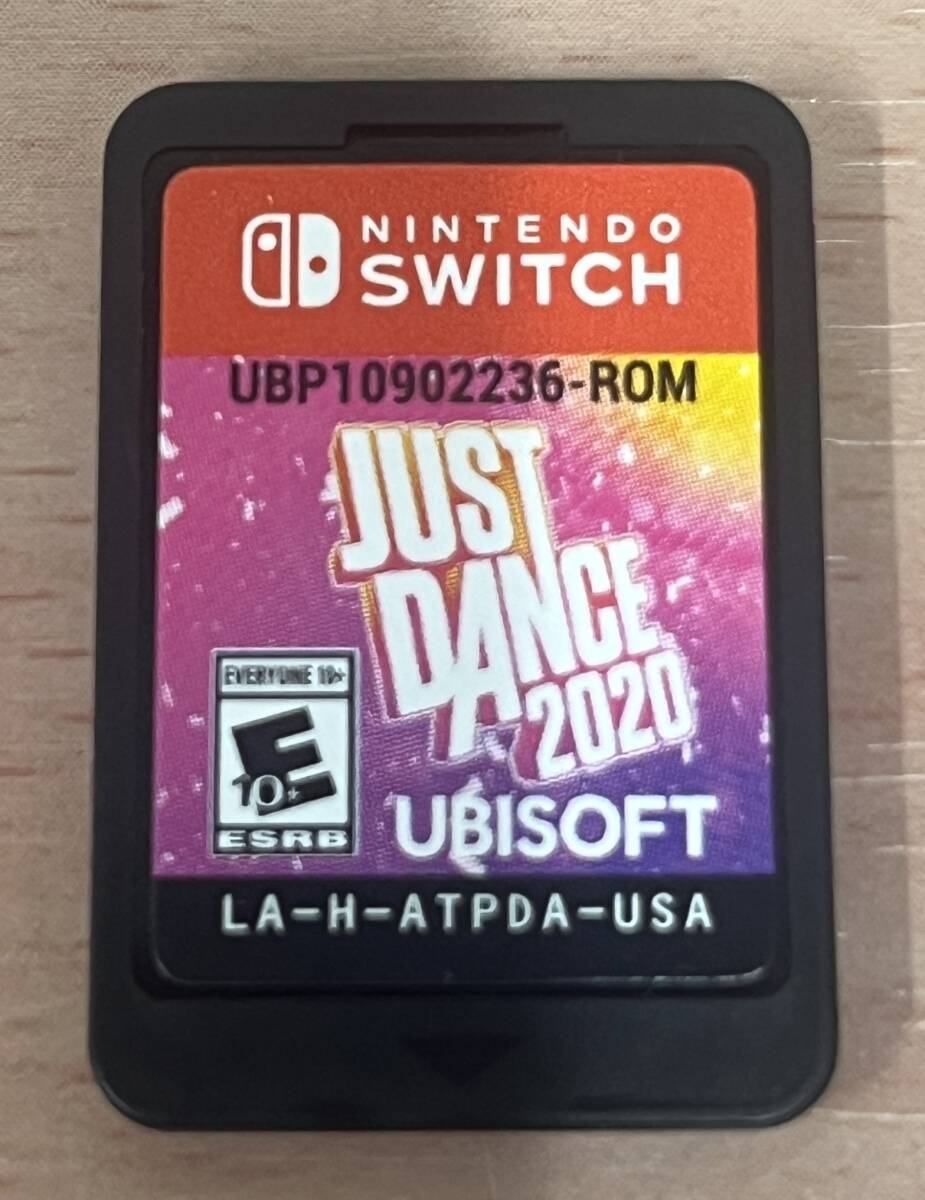 NINTENDO
SWITCH
UBP10902236-ROM
JUST
DANCE
2020
EVERYONE 10+
E
10+
ESRB
UBISOFT
LA-H-ATPDA-USA